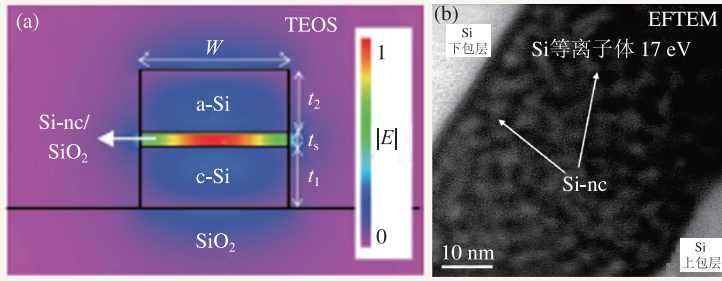 (a)
TEOS
W
1
a-Si
t₂
Si-nc/
SiO₂
tₛ
|E|
c-Si
t₁
0
SiO₂
(b)
EFTEM
Si
下包层
Si等离子体 17 eV
Si-nc
10 nm
Si
上包层